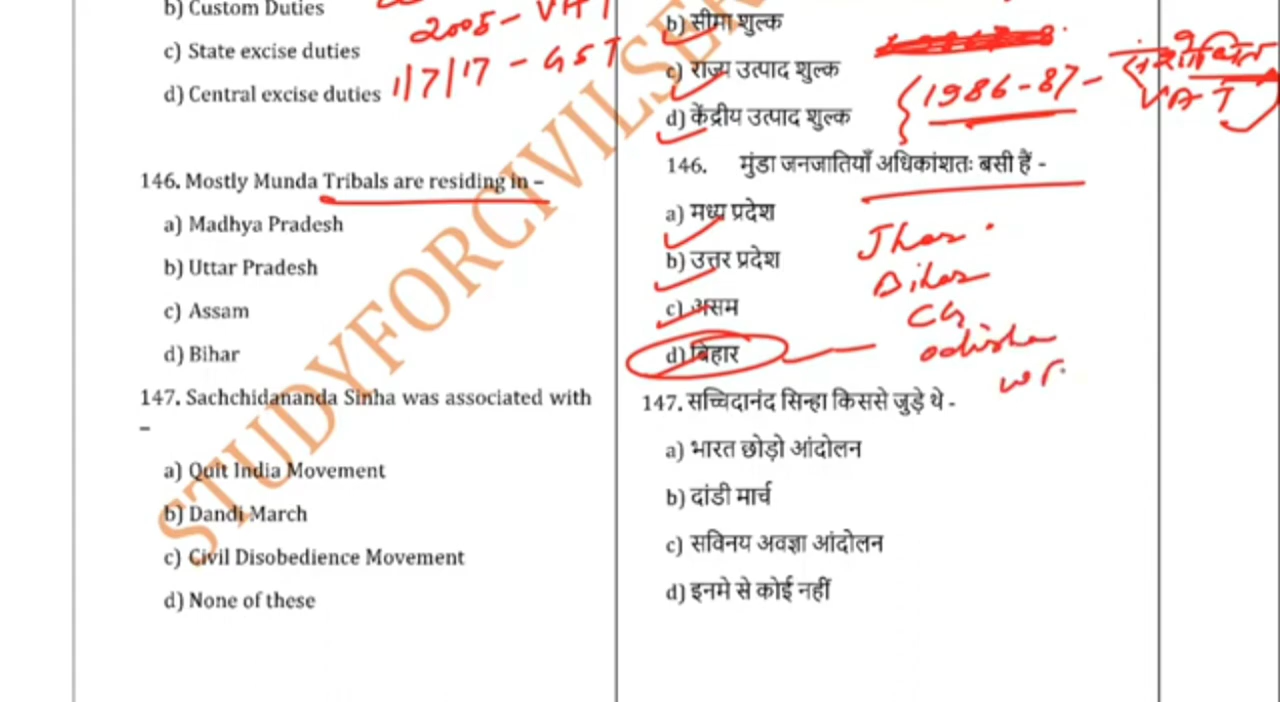 b) Custom Duties
2005 - VAT
c) State excise duties
1/7/17 - GST
d) Central excise duties
146. Mostly Munda Tribals are residing in –
a) Madhya Pradesh
b) Uttar Pradesh
c) Assam
d) Bihar
147. Sachchidananda Sinha was associated with
–
a) Quit India Movement
b) Dandi March
c) Civil Disobedience Movement
d) None of these
b) सीमा शुल्क
c) राज्य उत्पाद शुल्क
d) केंद्रीय उत्पाद शुल्क
1986-87 - संशोधित
VAT
146. मुंडा जनजातियाँ अधिकांशतः बसी हैं -
a) मध्य प्रदेश
b) उत्तर प्रदेश
c) असम
d) बिहार
Jhar.
Bihar
CG
odisha
147. सच्चिदानंद सिन्हा किससे जुड़े थे -
a) भारत छोड़ो आंदोलन
b) दांडी मार्च
c) सविनय अवज्ञा आंदोलन
d) इनमे से कोई नहीं
STUDYFORCIVILSER